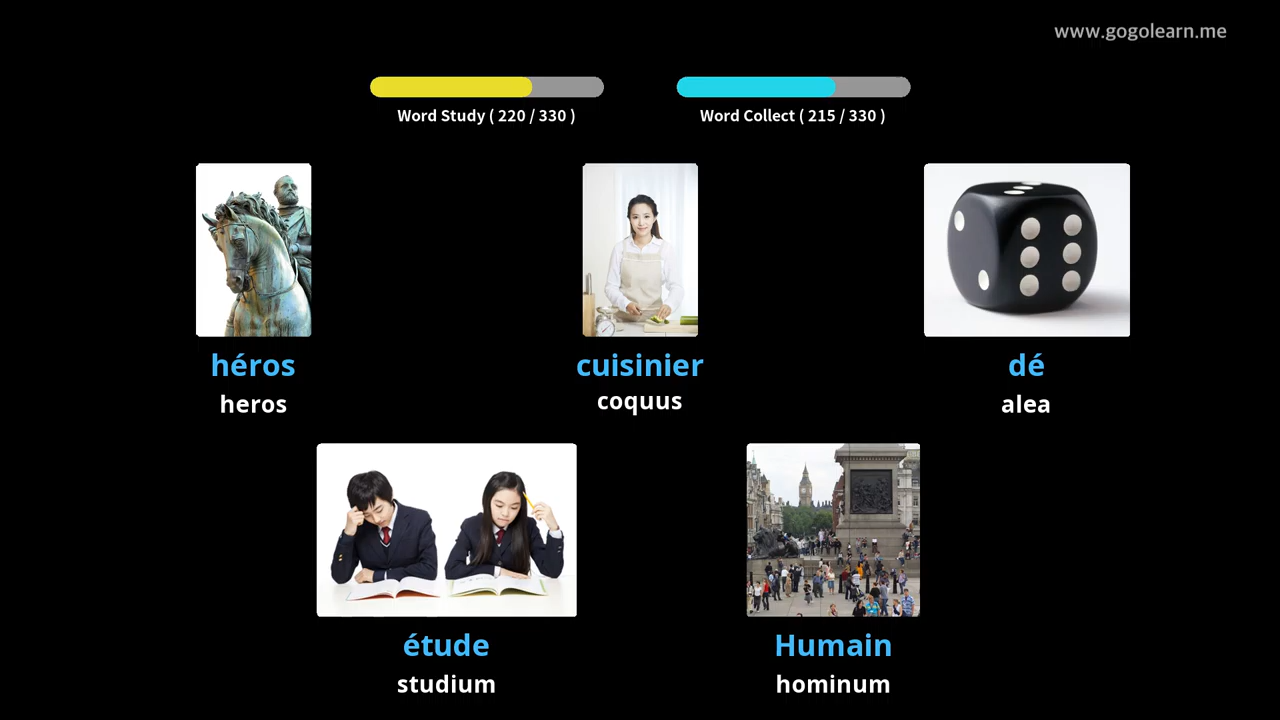 www.gogolearn.me
Word Study ( 220 / 330 )
Word Collect ( 215 / 330 )
héros
heros
cuisinier
coquus
dé
alea
étude
studium
Humain
hominum